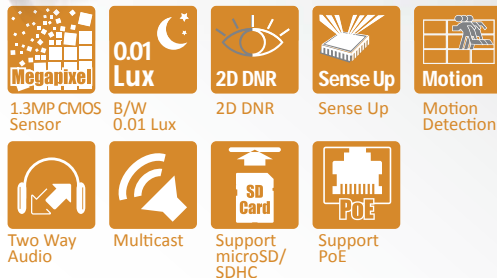 Megapixel
0.01
Lux
2D DNR
Sense Up
Motion
1.3MP CMOS
Sensor
B/W
0.01 Lux
2D DNR
Sense Up
Motion
Detection
SD
Card
PoE
Two Way
Audio
Multicast
Support
microSD/
SDHC
Support
PoE